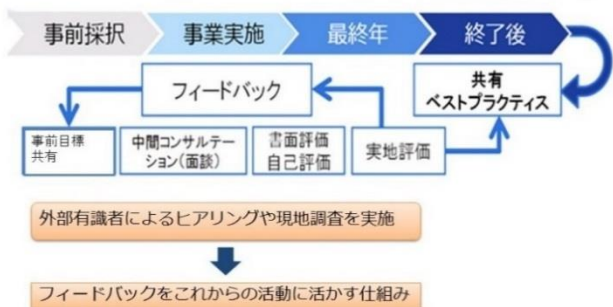 事前採択
事業実施
最終年
終了後
フィードバック
共有
ベストプラクティス
事前目標
共有
中間コンサルテー
ション(面談)
書面評価
自己評価
実地評価
外部有識者によるヒアリングや現地調査を実施
フィードバックをこれからの活動に活かす仕組み